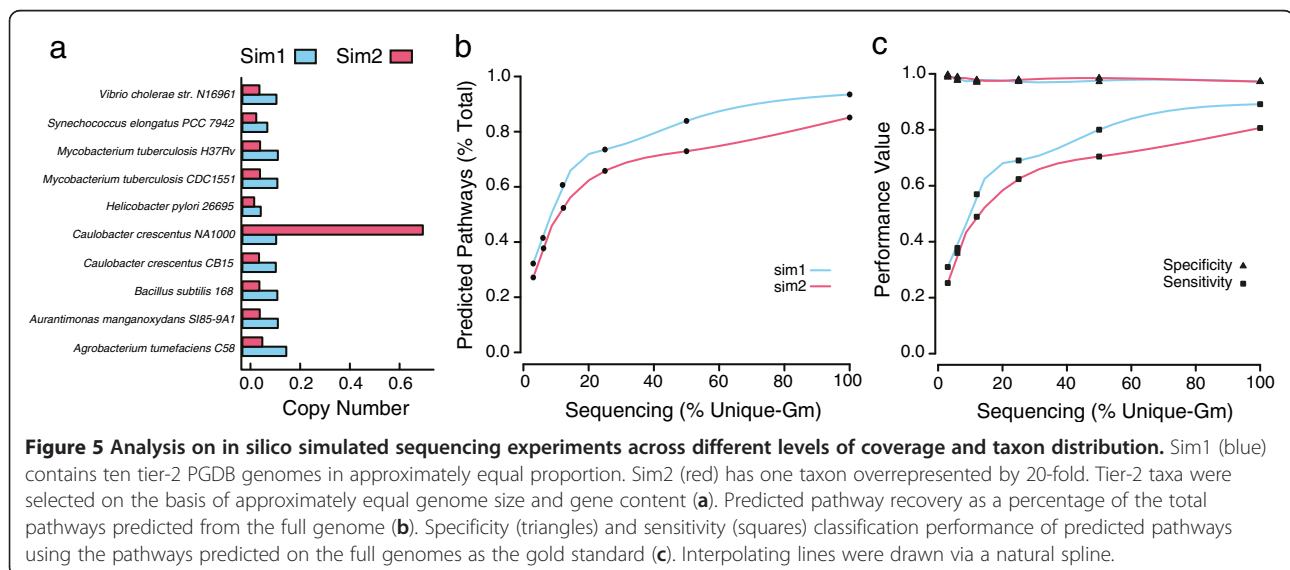 a
Sim1 Sim2
Vibrio cholerae str. N16961
Synechococcus elongatus PCC 7942
Mycobacterium tuberculosis H37Rv
Mycobacterium tuberculosis CDC1551
Helicobacter pylori 26695
Caulobacter crescentus NA1000
Caulobacter crescentus CB15
Bacillus subtilis 168
Aurantimonas manganoxydans SI85-9A1
Agrobacterium tumefaciens C58
0.0 0.2 0.4 0.6
Copy Number
b
Predicted Pathways (% Total)
1.0
0.8
0.6
0.4
0.2
0.0
sim1
sim2
0 20 40 60 80 100
Sequencing (% Unique-Gm)
c
Performance Value
1.0
0.8
0.6
0.4
0.2
0.0
Specificity
Sensitivity
0 20 40 60 80 100
Sequencing (% Unique-Gm)
Figure 5 Analysis on in silico simulated sequencing experiments across different levels of coverage and taxon distribution. Sim1 (blue)
contains ten tier-2 PGDB genomes in approximately equal proportion. Sim2 (red) has one taxon overrepresented by 20-fold. Tier-2 taxa were
selected on the basis of approximately equal genome size and gene content (a). Predicted pathway recovery as a percentage of the total
pathways predicted from the full genome (b). Specificity (triangles) and sensitivity (squares) classification performance of predicted pathways
using the pathways predicted on the full genomes as the gold standard (c). Interpolating lines were drawn via a natural spline.